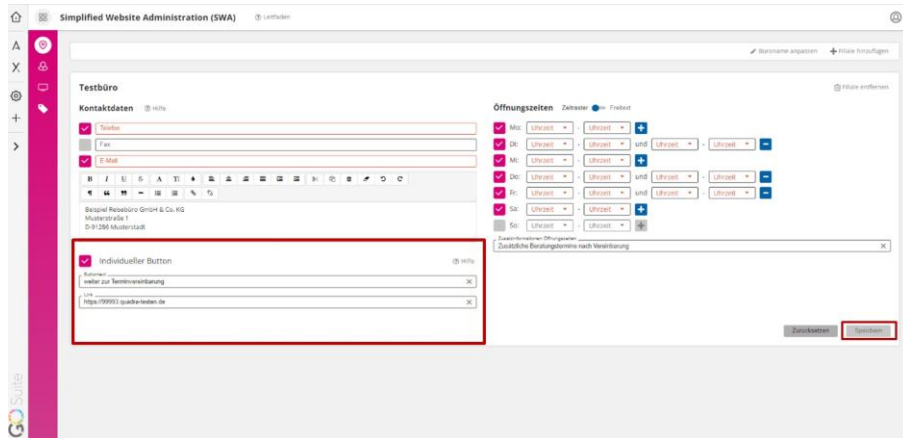 Simplified Website Administration (SWA) Leitfaden
Büroname anpassen Filiale hinzufügen
Testbüro
Filiale entfernen
Kontaktdaten Hilfe
Telefon
Fax
E-Mail
Beispiel Reisebüro GmbH & Co. KG
Musterstraße 1
D-91286 Musterstadt
Individueller Button Hilfe
Buttontext
weiter zur Terminvereinbarung
Link
https://99993.quadra-testen.de
Öffnungszeiten Zeitraster Freitext
Mo: Uhrzeit - Uhrzeit
Di: Uhrzeit - Uhrzeit und Uhrzeit - Uhrzeit
Mi: Uhrzeit - Uhrzeit
Do: Uhrzeit - Uhrzeit und Uhrzeit - Uhrzeit
Fr: Uhrzeit - Uhrzeit und Uhrzeit - Uhrzeit
Sa: Uhrzeit - Uhrzeit
So: Uhrzeit - Uhrzeit
Zusatzinformationen Öffnungszeiten
Zusätzliche Beratungstermine nach Vereinbarung
Zurücksetzen Speichern
GO Suite